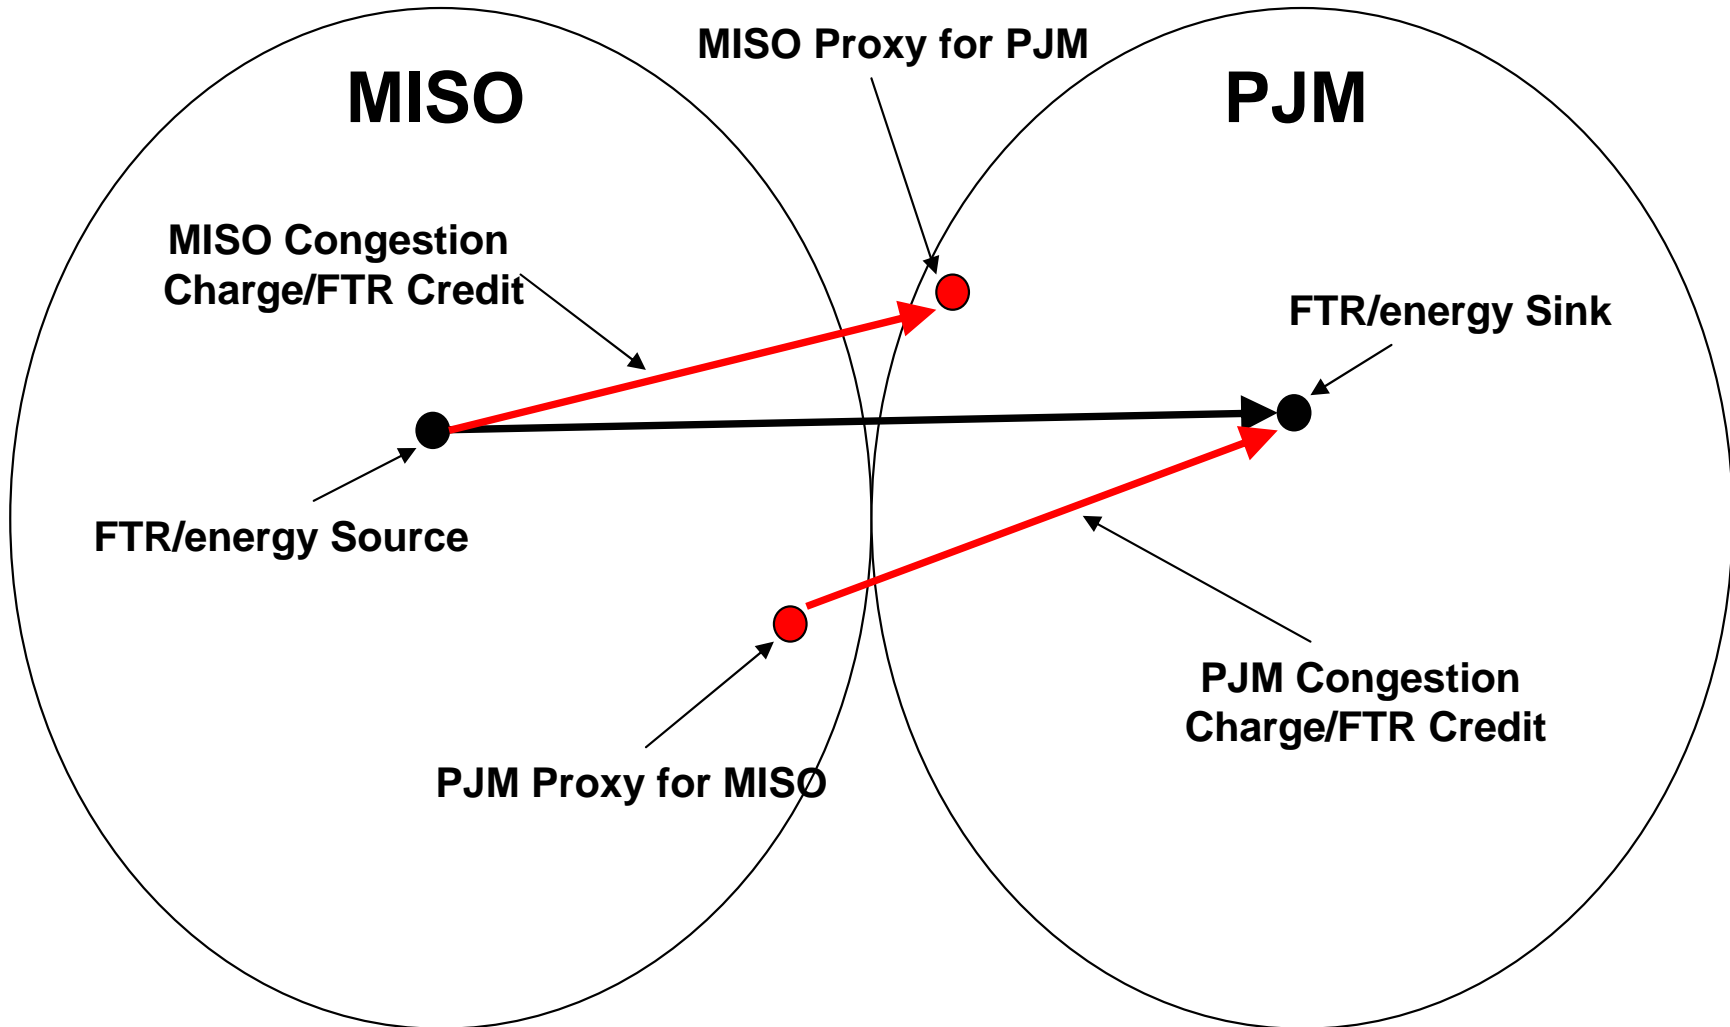 MISO Proxy for PJM
MISO
PJM
MISO Congestion
Charge/FTR Credit
FTR/energy Sink
FTR/energy Source
PJM Congestion
Charge/FTR Credit
PJM Proxy for MISO